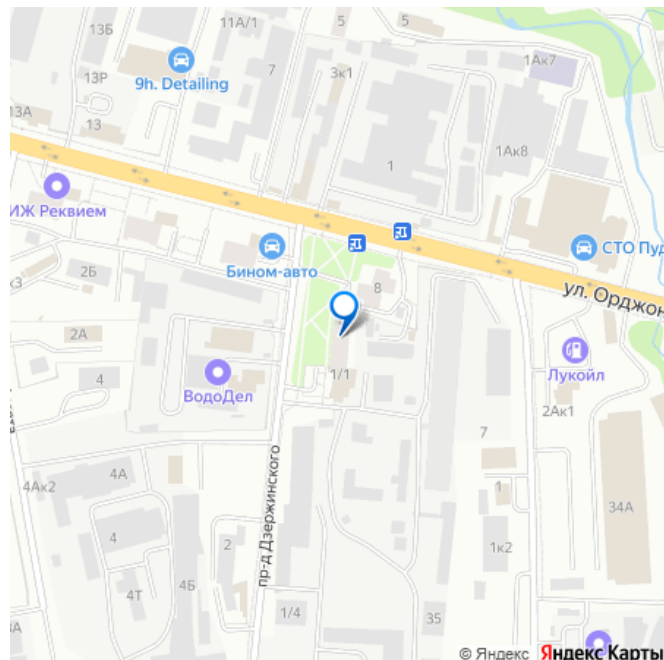 13Б
11А/1
5
5
1Ак7
9h. Detailing
13Р
7
3к1
13А
13
1
1Ак8
ИЖ Реквием
СТО Пуд
Бином-авто
2Б
к3
8
ул. Орджон
2А
4
ВодоДел
1/1
Лукойл
2Ак1
7
4А
4Ак2
пр-д Дзержинского
1
34А
4
2
1к2
4Т
4Б
1/4
35
3А
© Яндекс Яндекс Карты